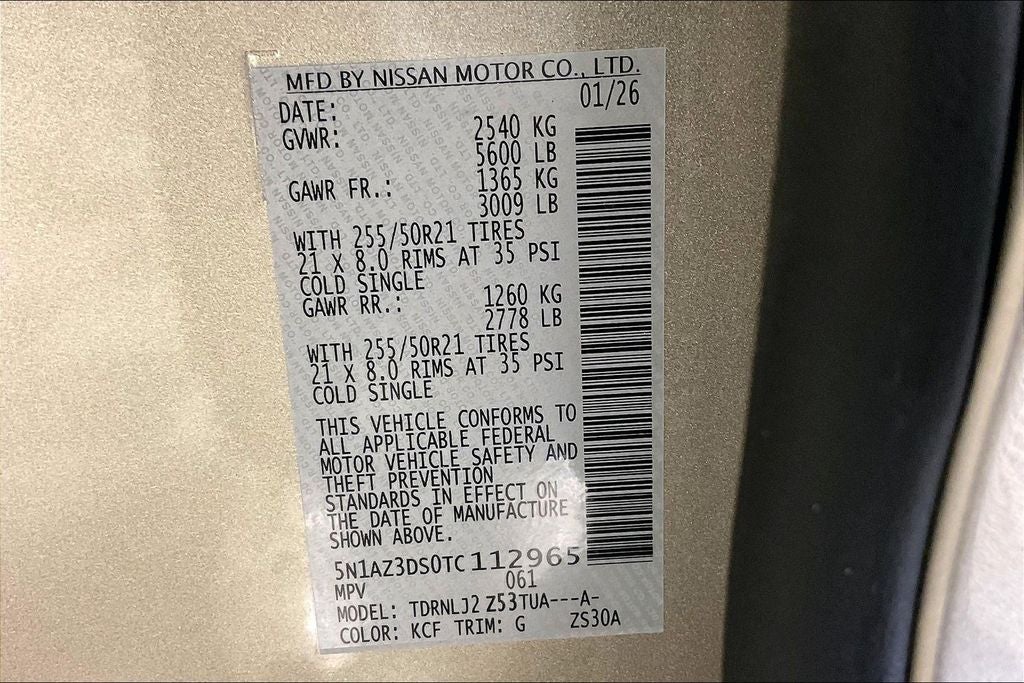 MFD BY NISSAN MOTOR CO., LTD.
DATE: 01/26
GVWR: 2540 KG
5600 LB
GAWR FR.: 1365 KG
3009 LB
WITH 255/50R21 TIRES
21 X 8.0 RIMS AT 35 PSI
COLD SINGLE
GAWR RR.: 1260 KG
2778 LB
WITH 255/50R21 TIRES
21 X 8.0 RIMS AT 35 PSI
COLD SINGLE
THIS VEHICLE CONFORMS TO
ALL APPLICABLE FEDERAL
MOTOR VEHICLE SAFETY AND
THEFT PREVENTION
STANDARDS IN EFFECT ON
THE DATE OF MANUFACTURE
SHOWN ABOVE.
5N1AZ3DS0TC112965
MPV 061
MODEL: TDRNLJ2 Z53TUA---A-
COLOR: KCF TRIM: G ZS30A